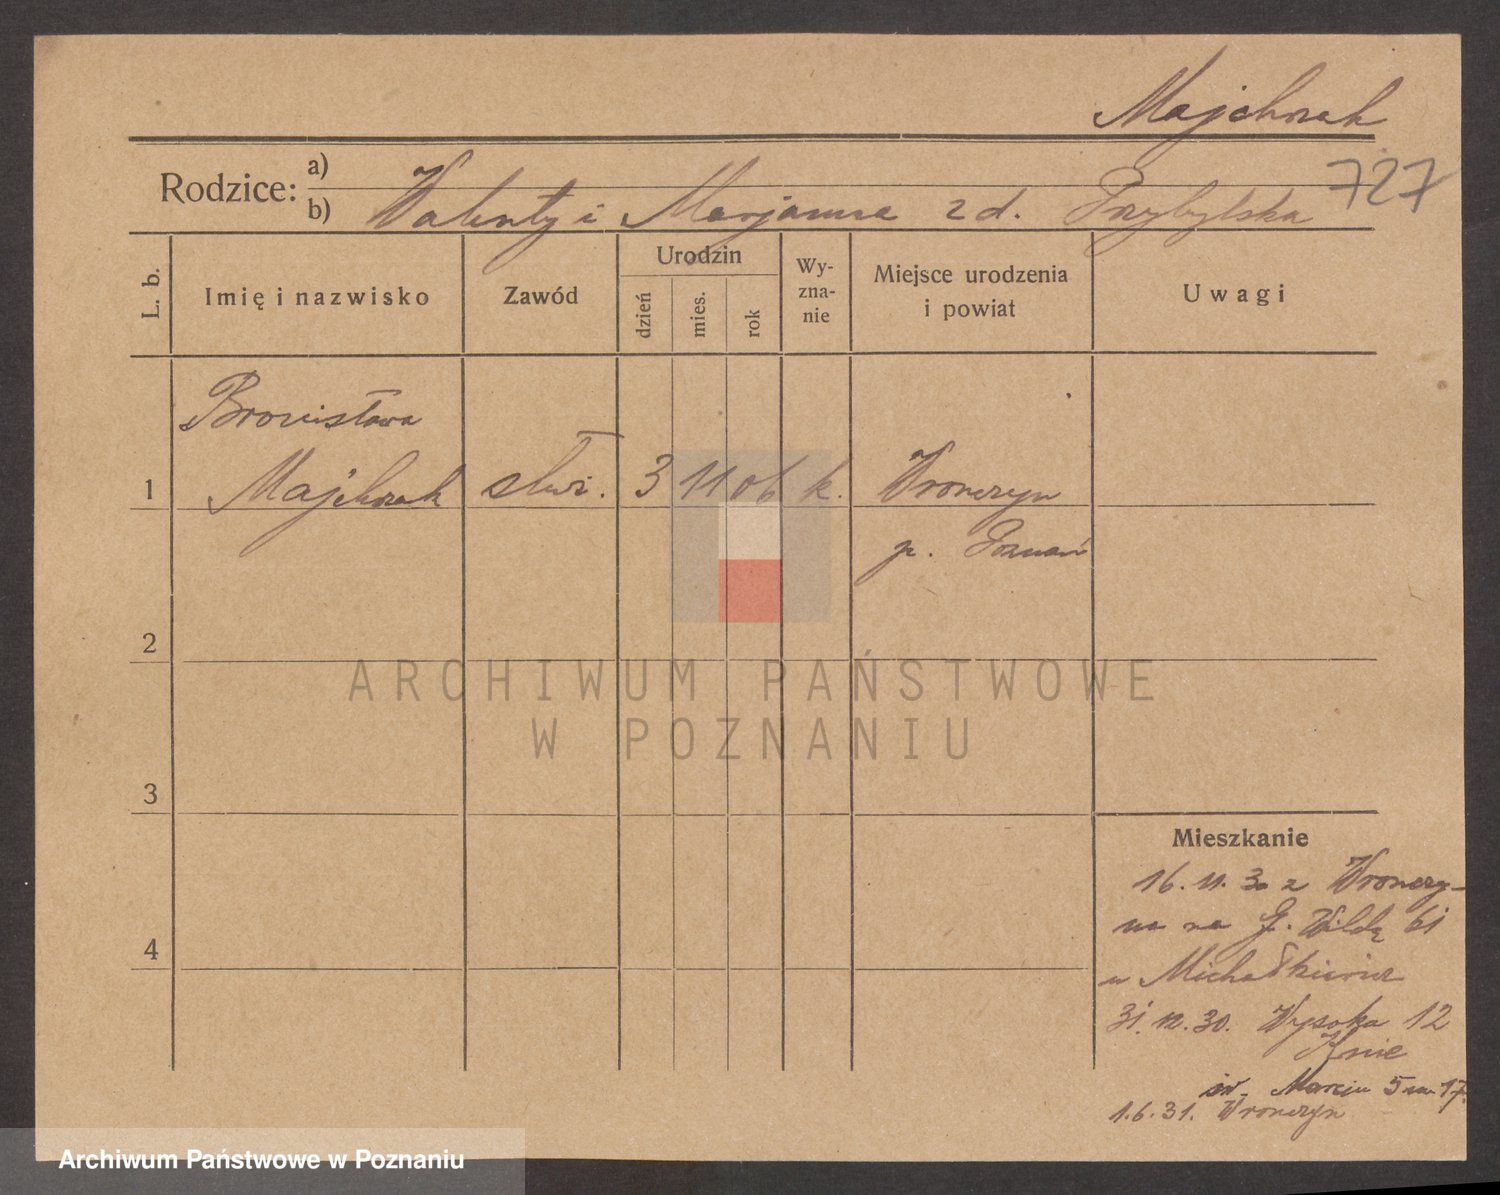 Majchrzak
727
Rodzice: a)
b) Walenty i Marjanna z d. Przybylska
L. b.
Imię i nazwisko
Zawód
Urodzin
dzień
mies.
rok
Wy-
zna-
nie
Miejsce urodzenia
i powiat
Uwagi
Bronisława
1 Majchrzak służ. 3 11 06 k. Wronczyn
p. Poznań
2
3
4
Mieszkanie
16. 11. 30 z Wronczy-
na na G. Wildę 61
u Michałkiewicz
31. 12. 30. Wysoka 12
św. Marcin 5 m 17.
1. 6. 31. Wronczyn
ARCHIWUM PAŃSTWOWE
W POZNANIU
Archiwum Państwowe w Poznaniu